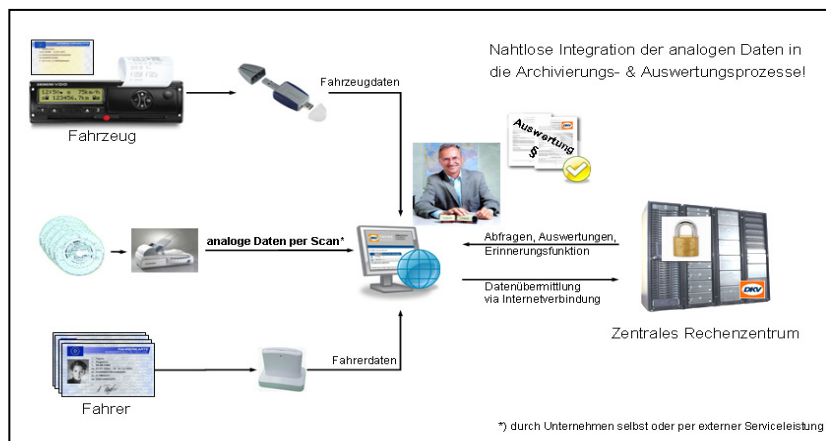 Nahtlose Integration der analogen Daten in
die Archivierungs- & Auswertungsprozesse!
Fahrzeugdaten
Fahrzeug
Auswertung
§
DKV
analoge Daten per Scan*
Abfragen, Auswertungen,
Erinnerungsfunktion
Datenübermittlung
via Internetverbindung
DKV
Zentrales Rechenzentrum
Fahrerdaten
Fahrer
*) durch Unternehmen selbst oder per externer Serviceleistung